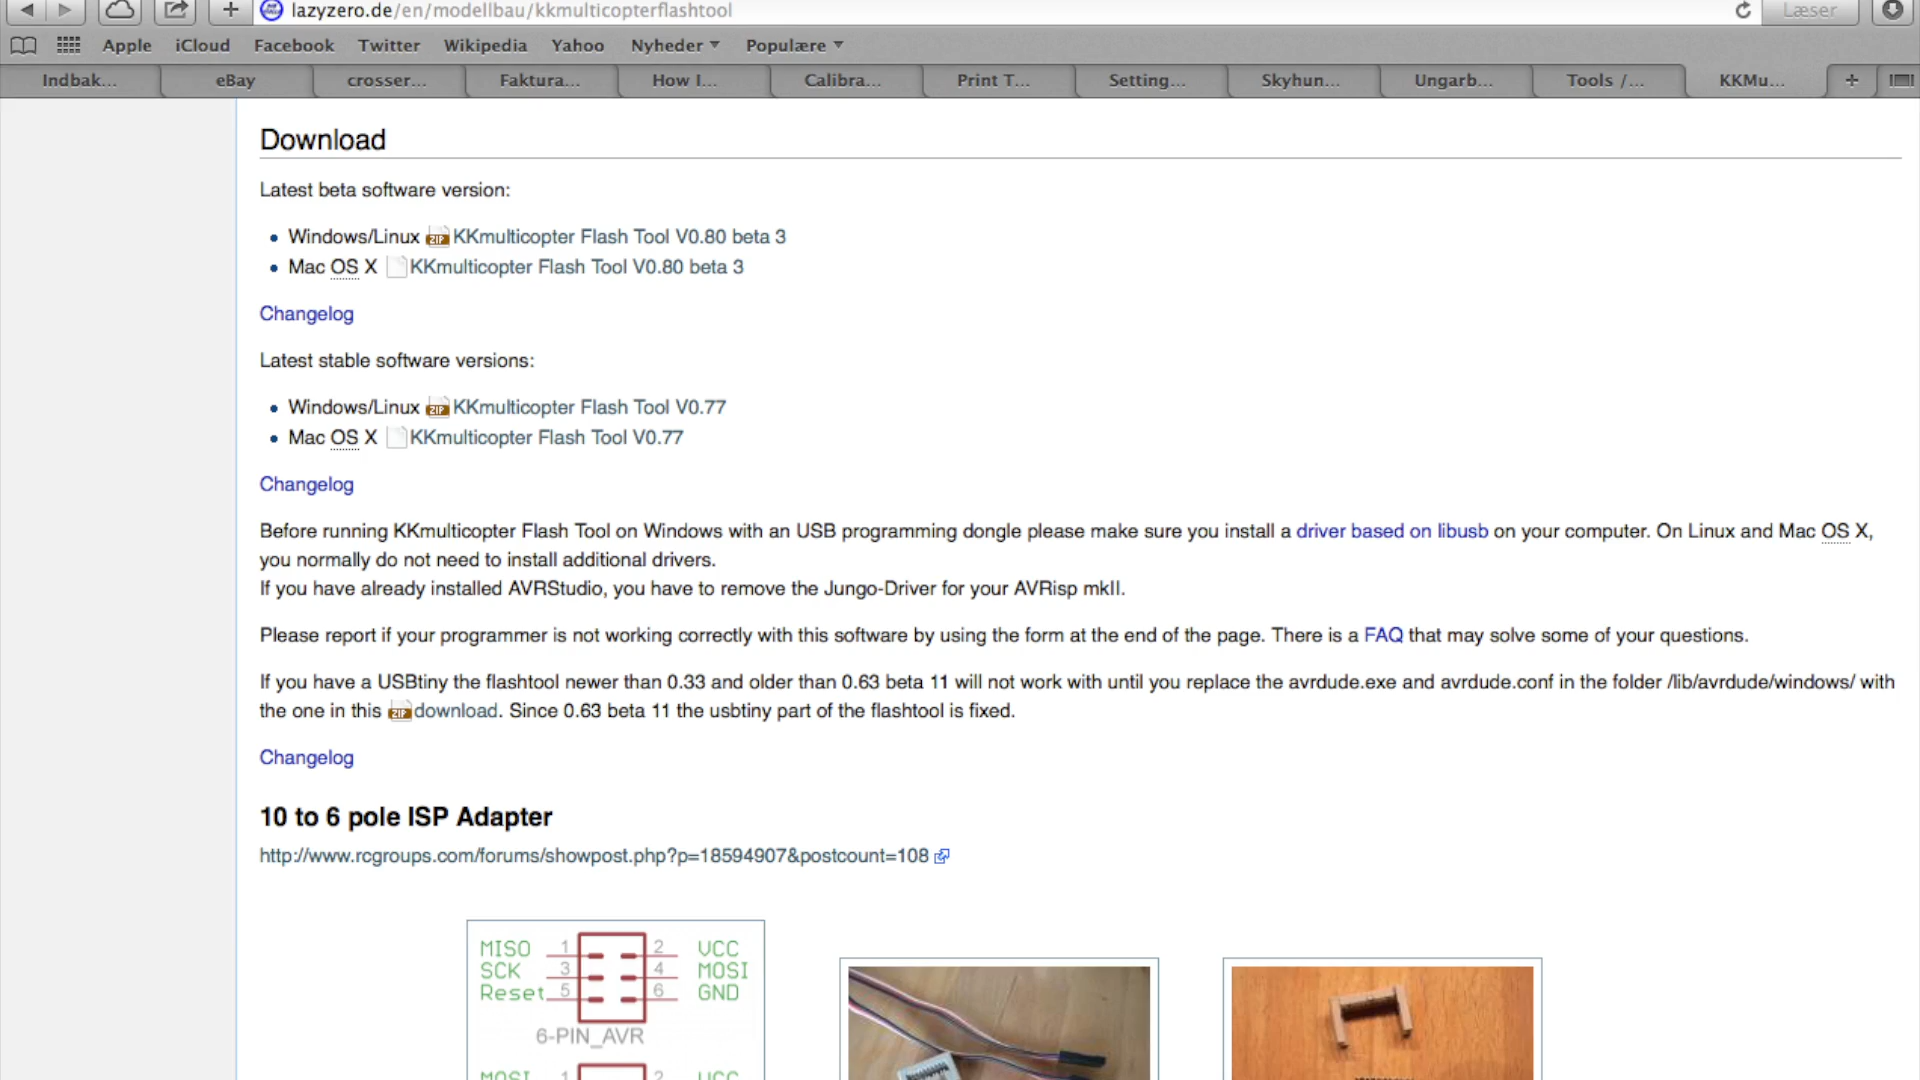 lazyzero.de/en/modellbau/kkmulticopterflashtool
Læser
Apple iCloud Facebook Twitter Wikipedia Yahoo Nyheder Populære
Indbak... eBay crosser... Faktura... How I... Calibra... Print T... Setting... Skyhun... Ungarb... Tools /... KKMu...
Download
Latest beta software version:
Windows/Linux ZIP KKmulticopter Flash Tool V0.80 beta 3
Mac OS X KKmulticopter Flash Tool V0.80 beta 3
Changelog
Latest stable software versions:
Windows/Linux ZIP KKmulticopter Flash Tool V0.77
Mac OS X KKmulticopter Flash Tool V0.77
Changelog
Before running KKmulticopter Flash Tool on Windows with an USB programming dongle please make sure you install a driver based on libusb on your computer. On Linux and Mac OS X,
you normally do not need to install additional drivers.
If you have already installed AVRStudio, you have to remove the Jungo-Driver for your AVRisp mkII.
Please report if your programmer is not working correctly with this software by using the form at the end of the page. There is a FAQ that may solve some of your questions.
If you have a USBtiny the flashtool newer than 0.33 and older than 0.63 beta 11 will not work with until you replace the avrdude.exe and avrdude.conf in the folder /lib/avrdude/windows/ with
the one in this ZIP download. Since 0.63 beta 11 the usbtiny part of the flashtool is fixed.
Changelog
10 to 6 pole ISP Adapter
http://www.rcgroups.com/forums/showpost.php?p=18594907&postcount=108
MISO 1 2 VCC
SCK 3 4 MOSI
Reset 5 6 GND
6-PIN_AVR
MOSI 1 2 VCC